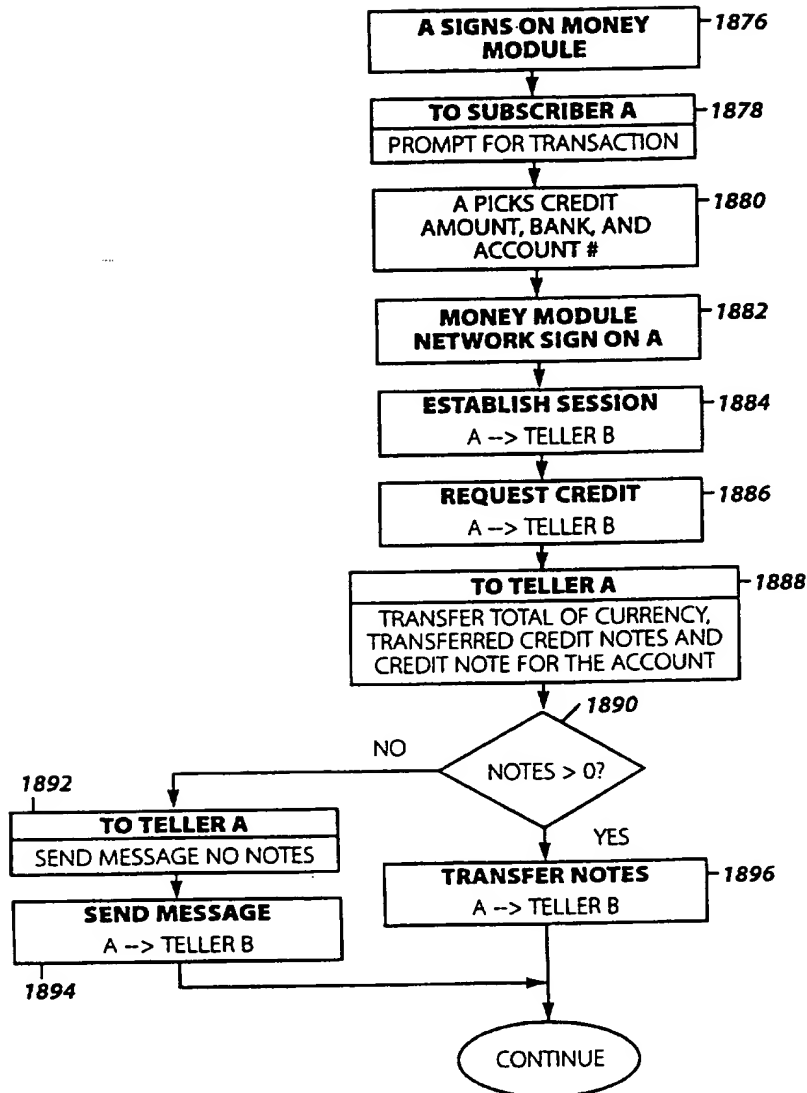 A SIGNS ON MONEY
MODULE
1876
TO SUBSCRIBER A
1878
PROMPT FOR TRANSACTION
A PICKS CREDIT
AMOUNT, BANK, AND
ACCOUNT #
1880
MONEY MODULE
NETWORK SIGN ON A
1882
ESTABLISH SESSION
1884
A --> TELLER B
REQUEST CREDIT
1886
A --> TELLER B
TO TELLER A
1888
TRANSFER TOTAL OF CURRENCY,
TRANSFERRED CREDIT NOTES AND
CREDIT NOTE FOR THE ACCOUNT
1890
NOTES > 0?
NO
YES
1892
TO TELLER A
SEND MESSAGE NO NOTES
SEND MESSAGE
A --> TELLER B
1894
TRANSFER NOTES
1896
A --> TELLER B
CONTINUE